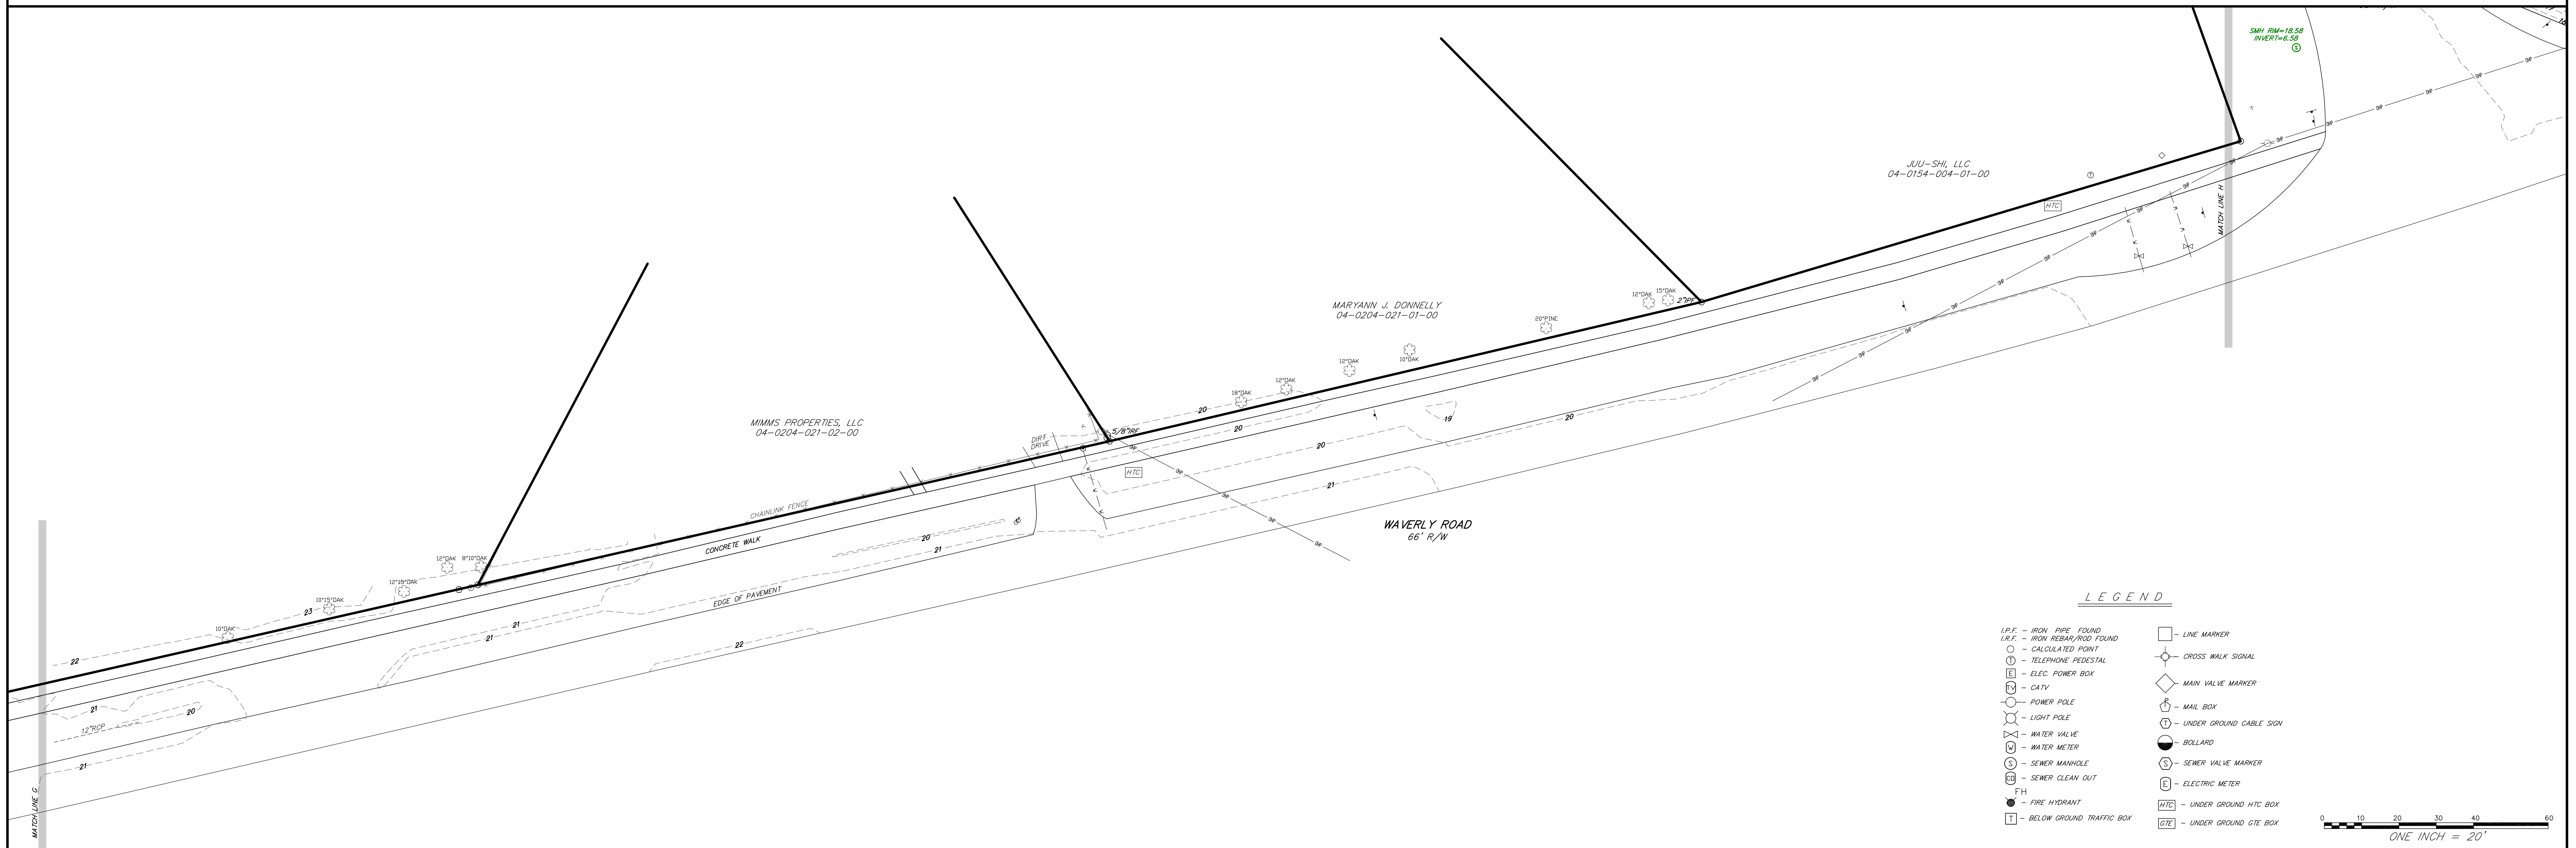 SMH RIM=18.58
INVERT=6.58
S
JUU-SHI, LLC
04-0154-004-01-00
HTC
T
MATCH LINE H
OHP
2"IPF
15"OAK
12"OAK
20"PINE
MARYANN J. DONNELLY
04-0204-021-01-00
12"OAK
10"OAK
12"OAK
18"OAK
20
20
20
19
20
21
5/8"IRF
DIRT
DRIVE
HTC
MIMMS PROPERTIES, LLC
04-0204-021-02-00
CHAINLINK FENCE
CONCRETE WALK
20
21
EDGE OF PAVEMENT
WAVERLY ROAD
66' R/W
12"OAK
8"10"OAK
12"15"OAK
10"15"OAK
10"OAK
23
22
21
21
22
21
20
12"RCP
21
MATCH LINE G
LEGEND
I.P.F. - IRON PIPE FOUND
I.R.F. - IRON REBAR/ROD FOUND
- CALCULATED POINT
T - TELEPHONE PEDESTAL
E - ELEC. POWER BOX
TV - CATV
- POWER POLE
- LIGHT POLE
- WATER VALVE
W - WATER METER
S - SEWER MANHOLE
CO - SEWER CLEAN OUT
FH
- FIRE HYDRANT
T - BELOW GROUND TRAFFIC BOX
- LINE MARKER
- CROSS WALK SIGNAL
- MAIN VALVE MARKER
P
- MAIL BOX
T - UNDER GROUND CABLE SIGN
- BOLLARD
S - SEWER VALVE MARKER
E - ELECTRIC METER
HTC - UNDER GROUND HTC BOX
GTE - UNDER GROUND GTE BOX
0 10 20 30 40 60
ONE INCH = 20'